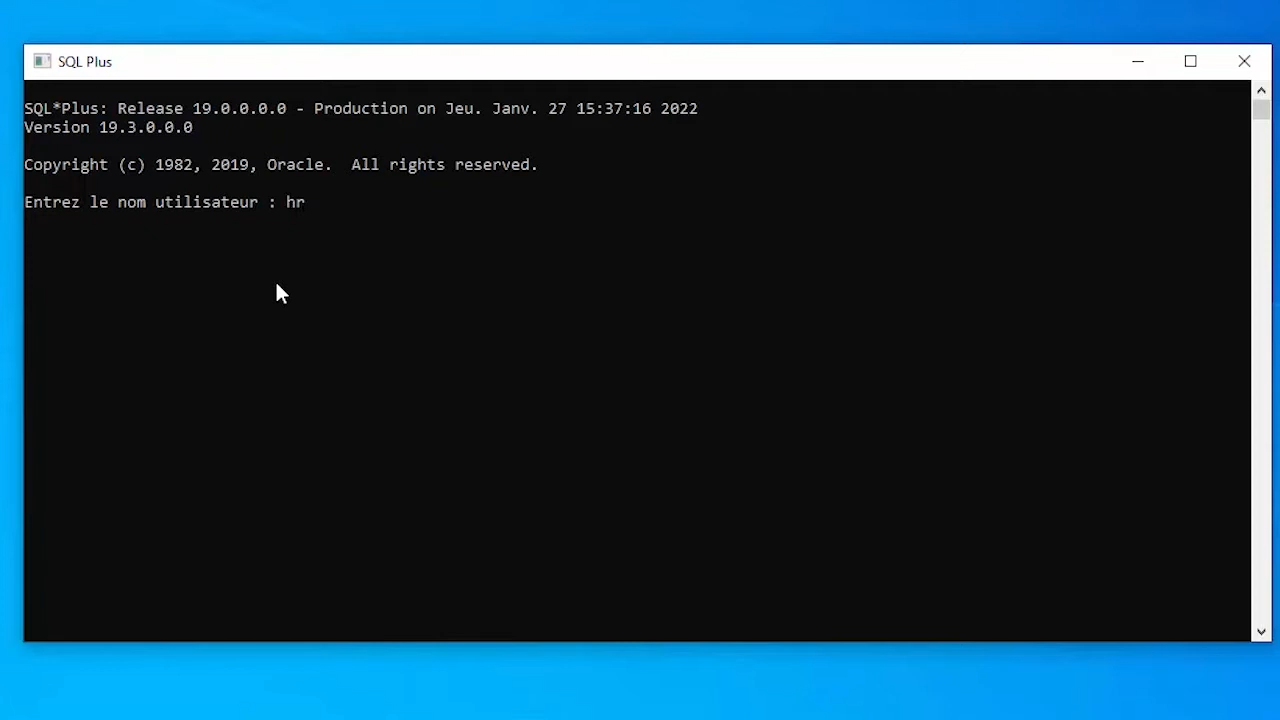 SQL Plus
SQL*Plus: Release 19.0.0.0.0 - Production on Jeu. Janv. 27 15:37:16 2022
Version 19.3.0.0.0
Copyright (c) 1982, 2019, Oracle.  All rights reserved.
Entrez le nom utilisateur : hr